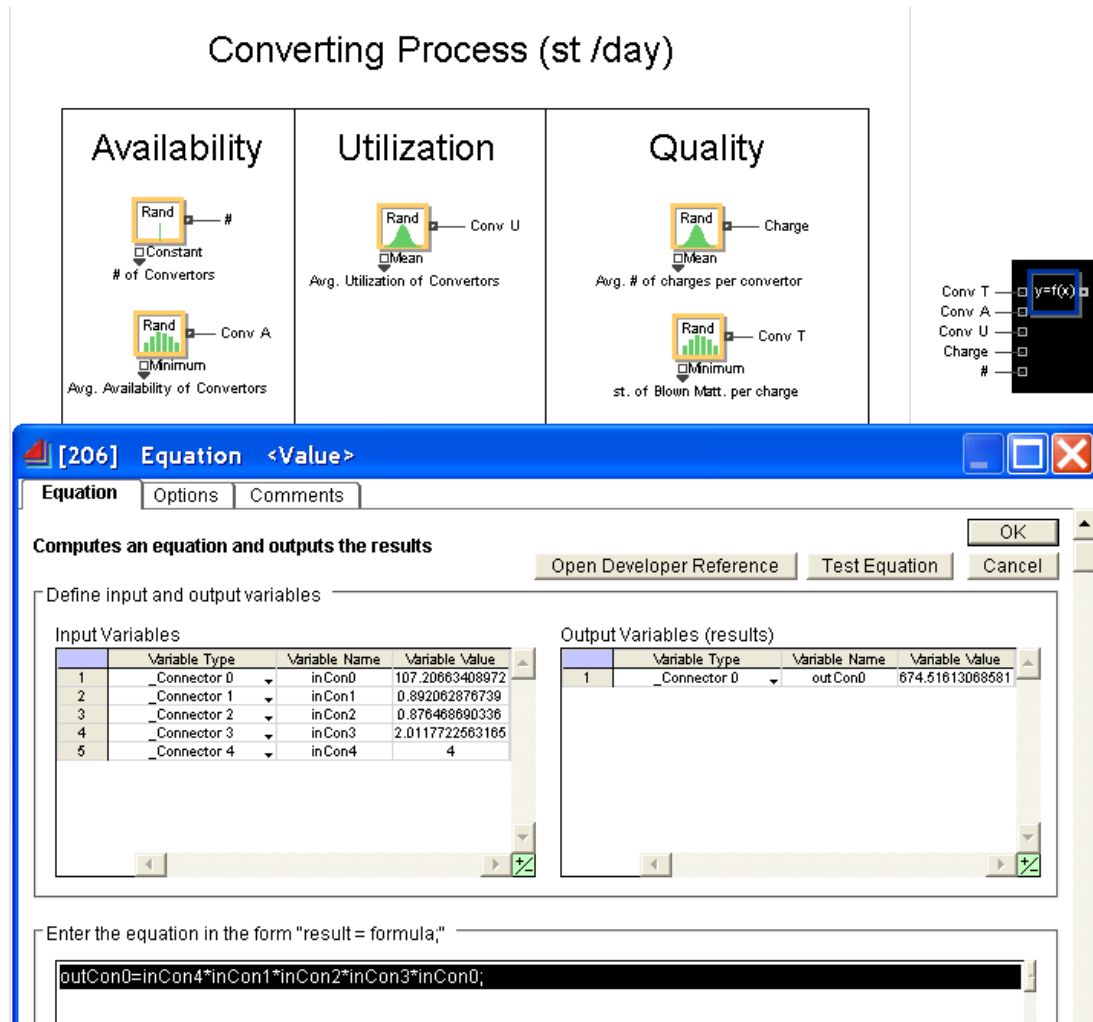 Converting Process (st /day)
Availability
Utilization
Quality
Rand
#
Constant
# of Convertors
Rand
Conv A
Minimum
Avg. Availability of Convertors
Rand
Conv U
Mean
Avg. Utilization of Convertors
Rand
Charge
Mean
Avg. # of charges per convertor
Rand
Conv T
Minimum
st. of Blown Matt. per charge
Conv T
Conv A
Conv U
Charge
#
y=f(x)
[206] Equation <Value>
Equation Options Comments
OK
Computes an equation and outputs the results
Open Developer Reference Test Equation Cancel
Define input and output variables
Input Variables
Variable Type Variable Name Variable Value
1 _Connector 0 inCon0 107.20663408972
2 _Connector 1 inCon1 0.892062876739
3 _Connector 2 inCon2 0.876468690336
4 _Connector 3 inCon3 2.0117722563165
5 _Connector 4 inCon4 4
Output Variables (results)
Variable Type Variable Name Variable Value
1 _Connector 0 outCon0 674.51613068581
Enter the equation in the form "result = formula;"
outCon0=inCon4*inCon1*inCon2*inCon3*inCon0;